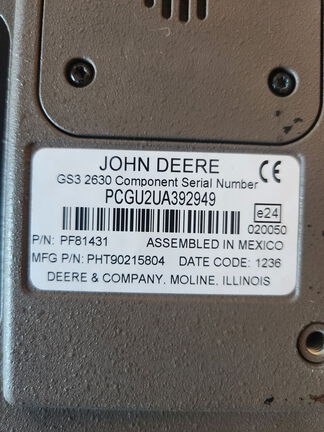 JOHN DEERE
CE
GS3 2630 Component Serial Number
PCGU2UA392949
e24
020050
P/N: PF81431 ASSEMBLED IN MEXICO
MFG P/N: PHT90215804 DATE CODE: 1236
DEERE & COMPANY, MOLINE, ILLINOIS